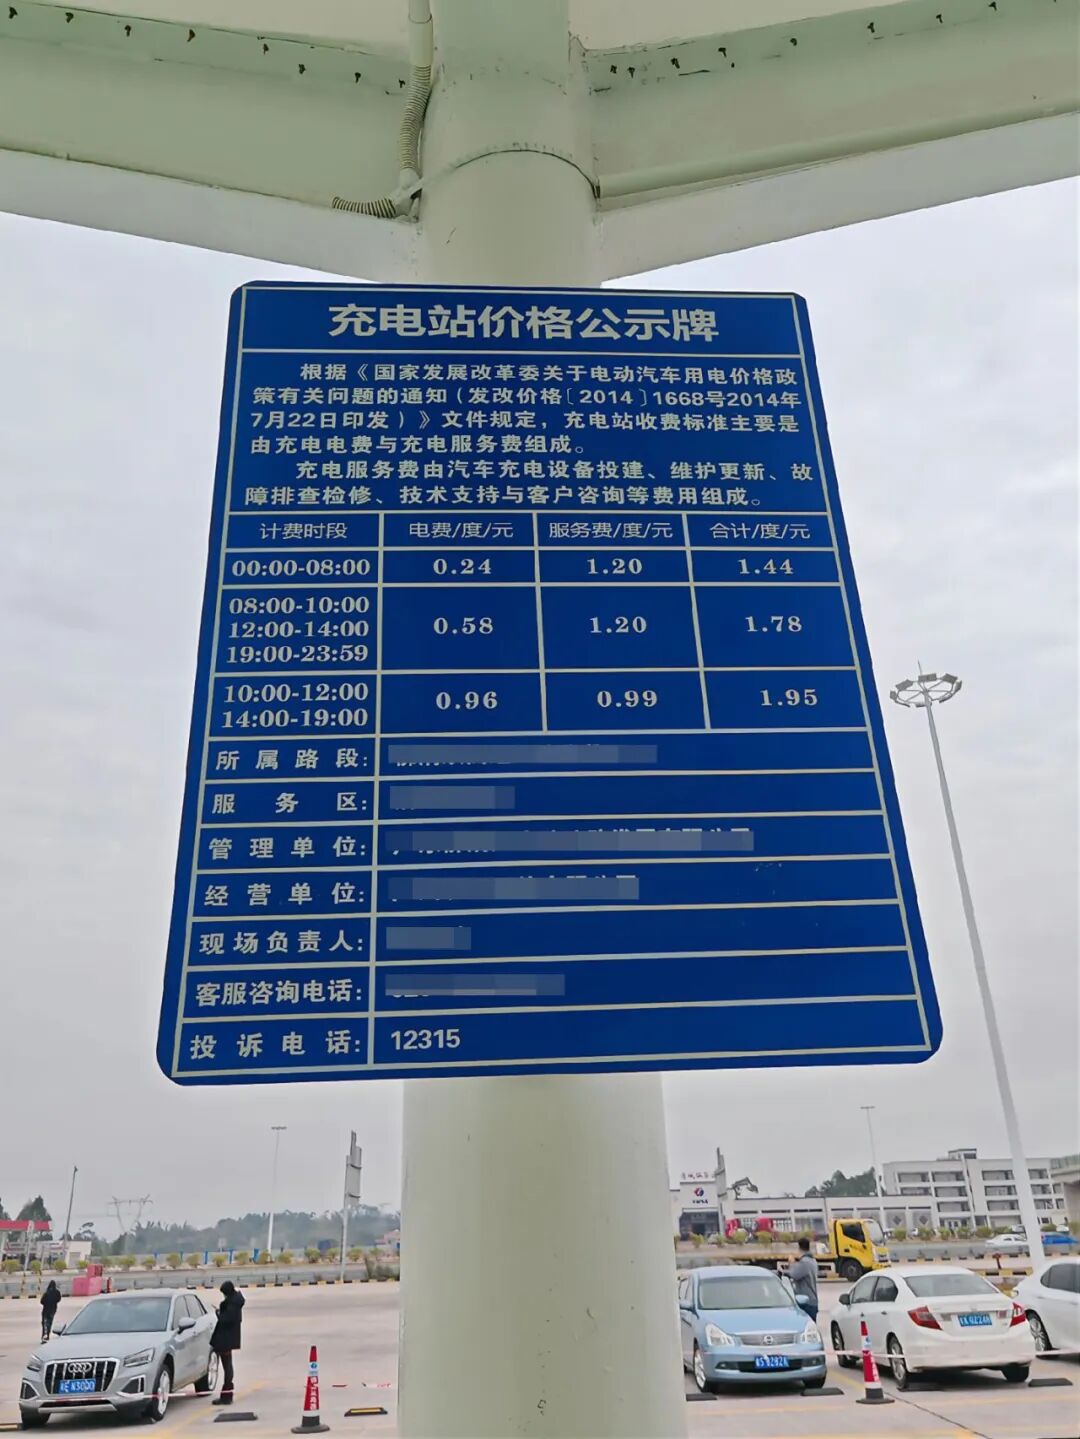 充电站价格公示牌
根据《国家发展改革委关于电动汽车用电价格政
策有关问题的通知（发改价格〔2014〕1668号2014年
7月22日印发）》文件规定，充电站收费标准主要是
由充电电费与充电服务费组成。
充电服务费由汽车充电设备投建、维护更新、故
障排查检修、技术支持与客户咨询等费用组成。
计费时段 电费/度/元 服务费/度/元 合计/度/元
00:00-08:00 0.24 1.20 1.44
08:00-10:00
12:00-14:00 0.58 1.20 1.78
19:00-23:59
10:00-12:00 0.96 0.99 1.95
14:00-19:00
所属路段:
服务区:
管理单位:
经营单位:
现场负责人:
客服咨询电话:
投诉电话: 12315